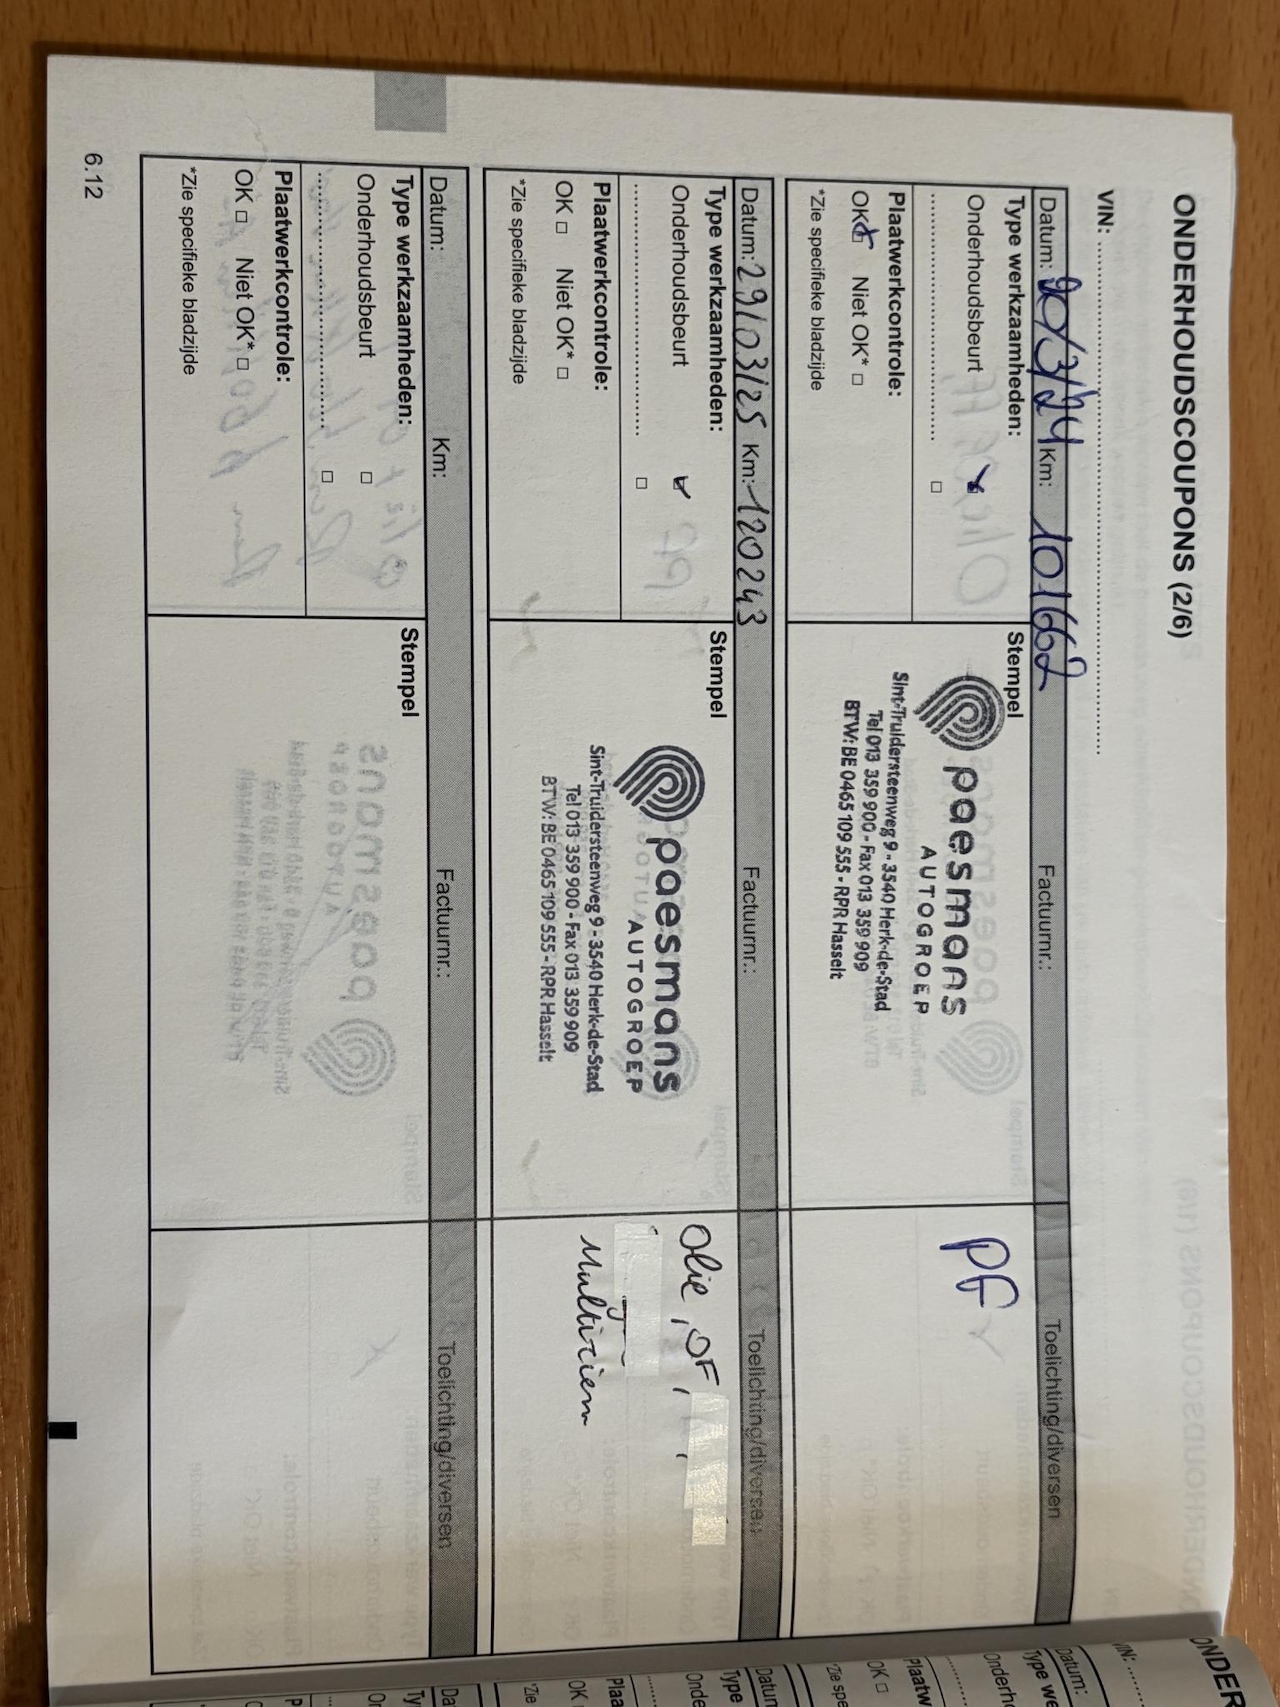 ONDERHOUDSCOUPONS (2/6)
VIN: ..........................................................................
Datum: 20/3/24 Km: 101662 Factuurnr.: Toelichting/diversen
Type werkzaamheden:
Onderhoudsbeurt
.......................................... □
Plaatwerkcontrole:
OK Niet OK* □
*Zie specifieke bladzijde
Stempel
paesmans
AUTOGROEP
Sint-Truidersteenweg 9 - 3540 Herk-de-Stad
Tel 013 359 900 - Fax 013 359 909
BTW: BE 0465 109 555 - RPR Hasselt
PF
Datum: 29/03/25 Km: 120243 Factuurnr.: Toelichting/diversen
Type werkzaamheden:
Onderhoudsbeurt
.......................................... □
Plaatwerkcontrole:
OK □ Niet OK* □
*Zie specifieke bladzijde
Stempel
paesmans
AUTOGROEP
Sint-Truidersteenweg 9 - 3540 Herk-de-Stad
Tel 013 359 900 - Fax 013 359 909
BTW: BE 0465 109 555 - RPR Hasselt
Olie, OF,
Multiriem
Datum: Km: Factuurnr.: Toelichting/diversen
Type werkzaamheden:
Onderhoudsbeurt □
.......................................... □
Plaatwerkcontrole:
OK □ Niet OK* □
*Zie specifieke bladzijde
Stempel
6.12